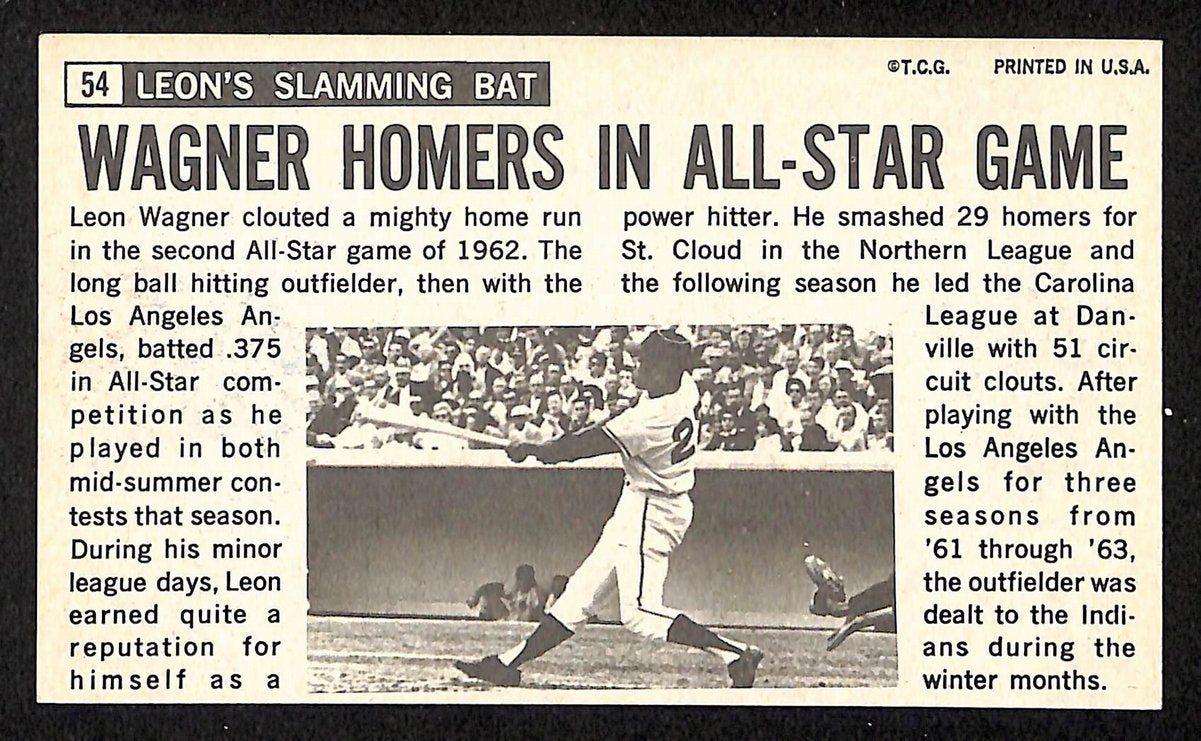 54 LEON'S SLAMMING BAT
©T.C.G. PRINTED IN U.S.A.
WAGNER HOMERS IN ALL-STAR GAME
Leon Wagner clouted a mighty home run
in the second All-Star game of 1962. The
long ball hitting outfielder, then with the
Los Angeles An-
gels, batted .375
in All-Star com-
petition as he
played in both
mid-summer con-
tests that season.
During his minor
league days, Leon
earned quite a
reputation for
himself as a
power hitter. He smashed 29 homers for
St. Cloud in the Northern League and
the following season he led the Carolina
League at Dan-
ville with 51 cir-
cuit clouts. After
playing with the
Los Angeles An-
gels for three
seasons from
'61 through '63,
the outfielder was
dealt to the Indi-
ans during the
winter months.
2